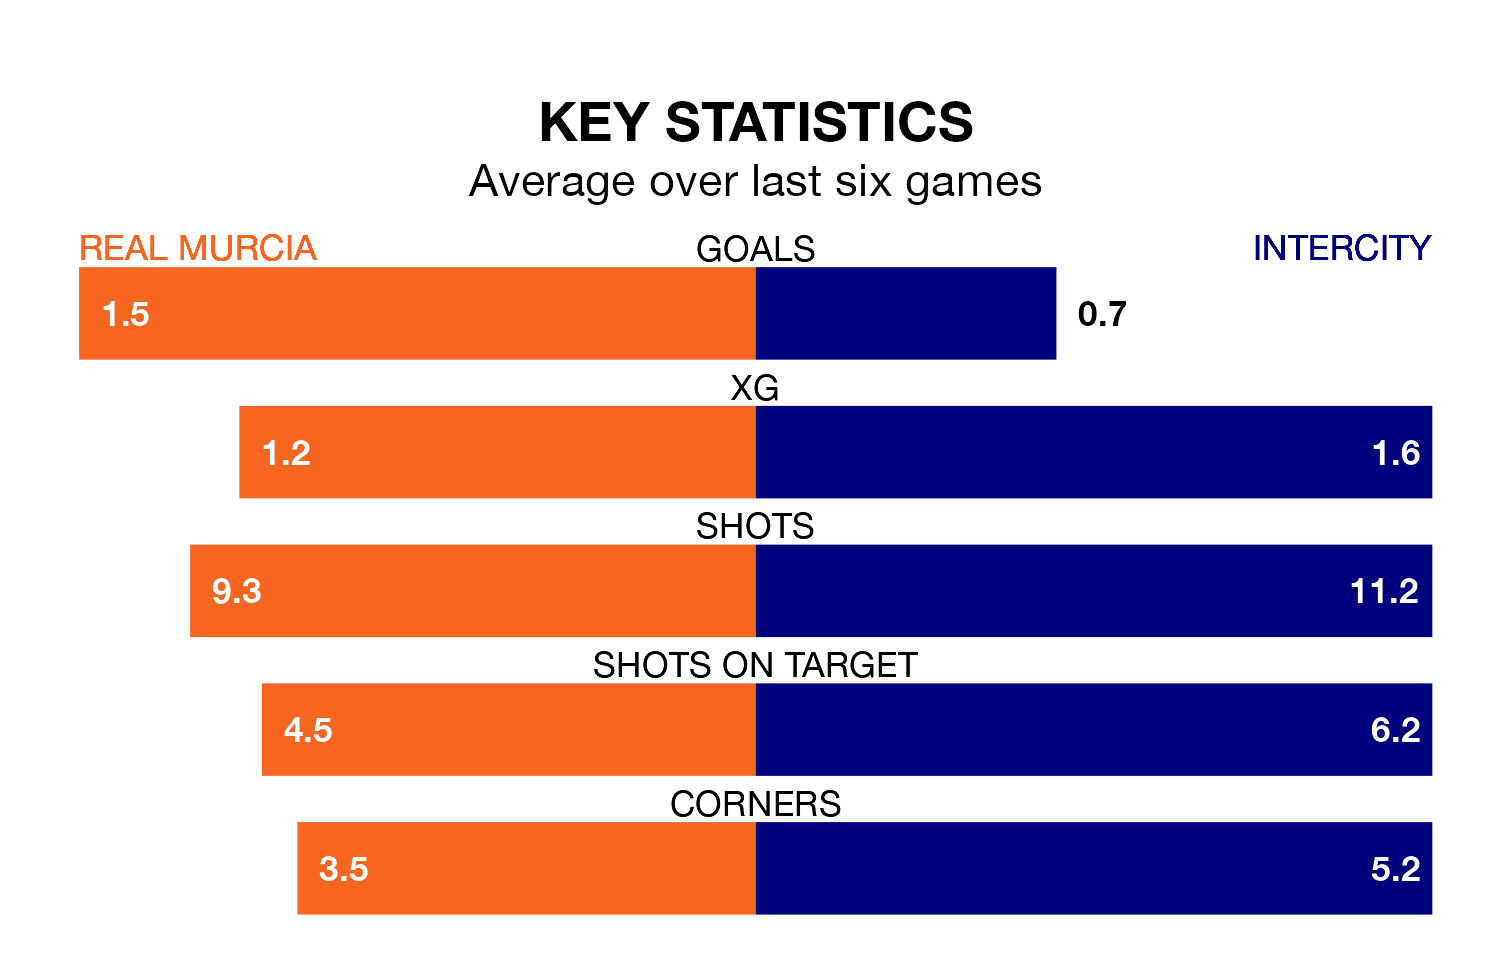 KEY STATISTICS
Average over last six games
REAL MURCIA GOALS INTERCITY
1.5 0.7
XG
1.2 1.6
SHOTS
9.3 11.2
SHOTS ON TARGET
4.5 6.2
CORNERS
3.5 5.2